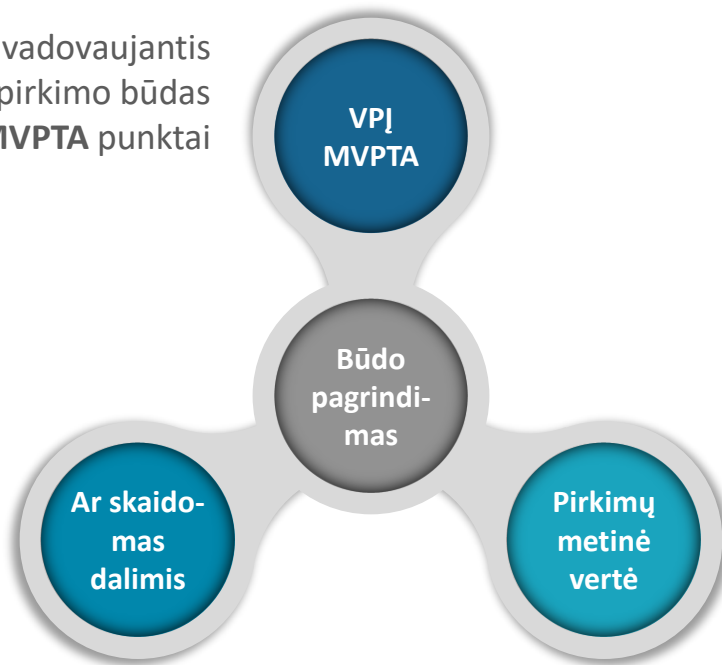 vadovaujantis
pirkimo būdas
MVPTA punktai
VPĮ
MVPTA
Būdo
pagrindi-
mas
Ar skaido-
mas
dalimis
Pirkimų
metinė
vertė